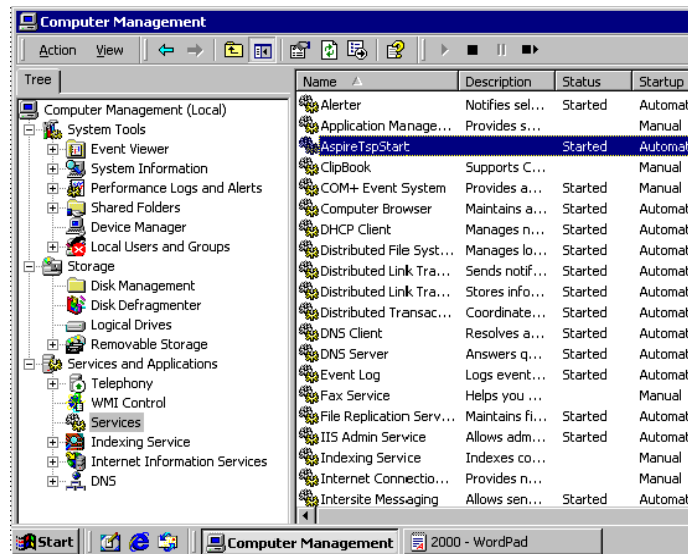 Computer Management
Action View
Tree
Name Description Status Startup
Computer Management (Local)
System Tools
Event Viewer
System Information
Performance Logs and Alerts
Shared Folders
Device Manager
Local Users and Groups
Storage
Disk Management
Disk Defragmenter
Logical Drives
Removable Storage
Services and Applications
Telephony
WMI Control
Services
Indexing Service
Internet Information Services
DNS
Alerter Notifies sel... Started Automat
Application Manage... Provides s... Manual
AspireTspStart Started Automat
ClipBook Supports C... Manual
COM+ Event System Provides a... Started Manual
Computer Browser Maintains a... Started Automat
DHCP Client Manages n... Started Automat
Distributed File Syst... Manages lo... Started Automat
Distributed Link Tra... Sends notif... Started Automat
Distributed Link Tra... Stores info... Started Automat
Distributed Transac... Coordinate... Started Automat
DNS Client Resolves a... Started Automat
DNS Server Answers q... Started Automat
Event Log Logs event... Started Automat
Fax Service Helps you ... Manual
File Replication Serv... Maintains fi... Started Automat
IIS Admin Service Allows adm... Started Automat
Indexing Service Indexes co... Manual
Internet Connectio... Provides n... Manual
Intersite Messaging Allows sen... Started Automat
Start Computer Management 2000 - WordPad